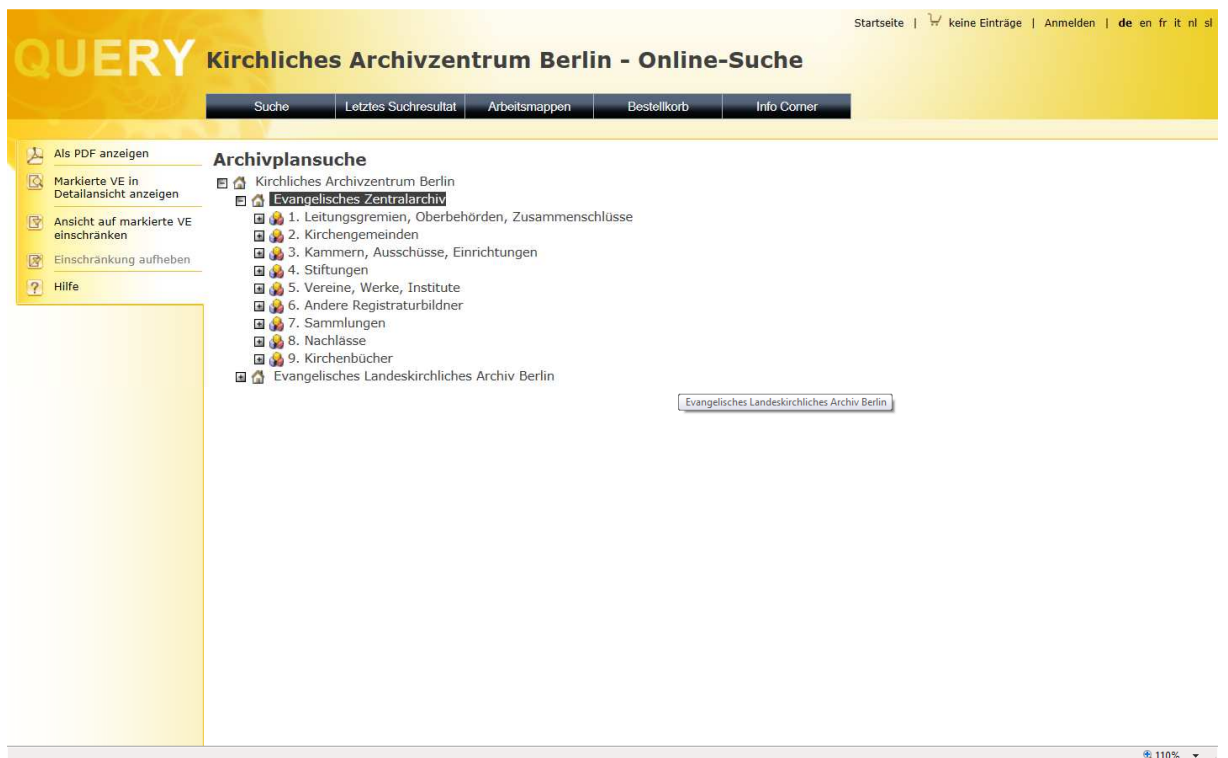 Startseite | keine Einträge | Anmelden | de en fr it nl sl
QUERY Kirchliches Archivzentrum Berlin - Online-Suche
Suche Letztes Suchresultat Arbeitsmappen Bestellkorb Info Corner
Als PDF anzeigen
Markierte VE in
Detailansicht anzeigen
Ansicht auf markierte VE
einschränken
Einschränkung aufheben
Hilfe
Archivplansuche
Kirchliches Archivzentrum Berlin
Evangelisches Zentralarchiv
1. Leitungsgremien, Oberbehörden, Zusammenschlüsse
2. Kirchengemeinden
3. Kammern, Ausschüsse, Einrichtungen
4. Stiftungen
5. Vereine, Werke, Institute
6. Andere Registraturbildner
7. Sammlungen
8. Nachlässe
9. Kirchenbücher
Evangelisches Landeskirchliches Archiv Berlin
Evangelisches Landeskirchliches Archiv Berlin
110%